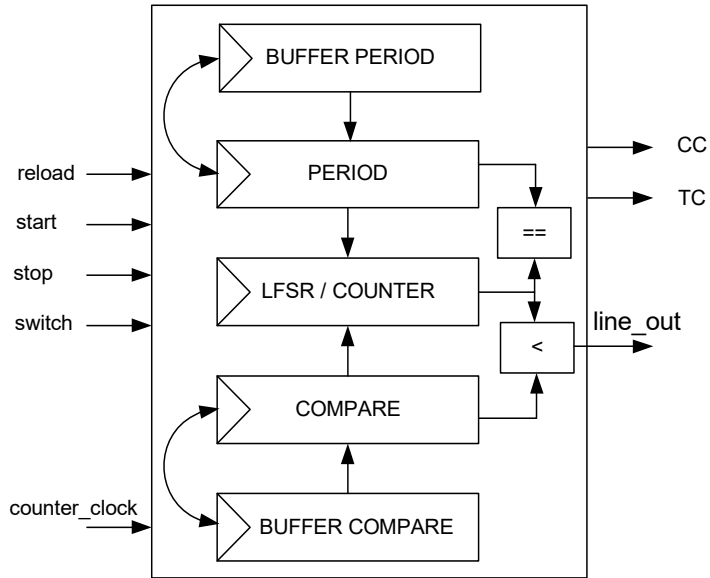 BUFFER PERIOD
PERIOD
CC
reload
TC
start
==
stop
LFSR / COUNTER
switch
line_out
<
COMPARE
counter_clock
BUFFER COMPARE